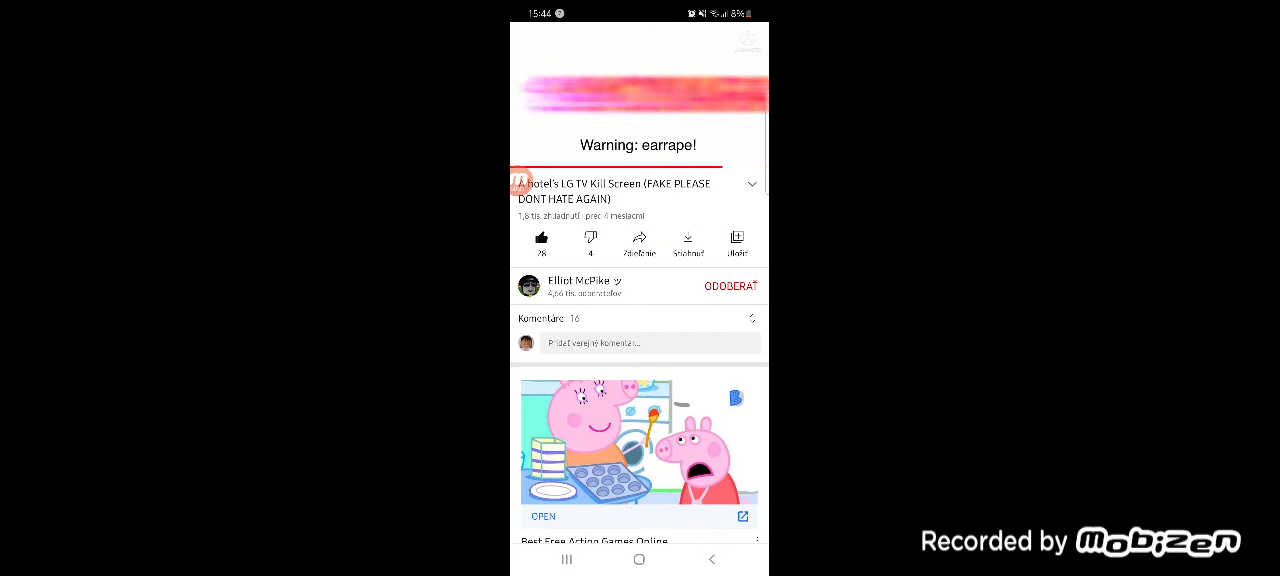 15:44
8%
Warning: earrape!
A hotel's LG TV Kill Screen (FAKE PLEASE
DONT HATE AGAIN)
1,8 tis. zhliadnutí · pred 4 mesiacmi
28
4
Zdieľanie
Stiahnuť
Uložiť
Elliot McPike ツ
4,66 tis. odberateľov
ODOBERAŤ
Komentáre 16
Pridať verejný komentár...
B
OPEN
Best Free Action Games Online
Recorded by mobizen